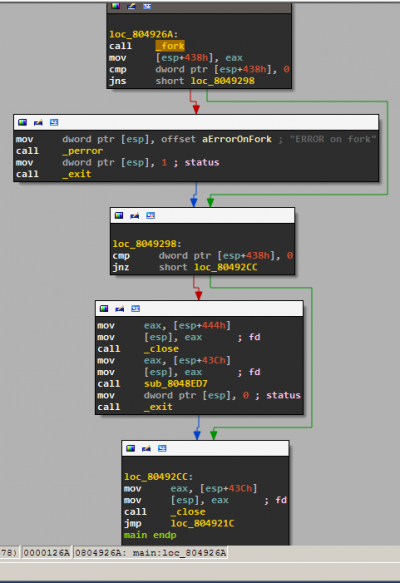 loc_804926A:
call _fork
mov [esp+438h], eax
cmp dword ptr [esp+438h], 0
jns short loc_8049298
mov dword ptr [esp], offset aErrorOnFork ; "ERROR on fork"
call _perror
mov dword ptr [esp], 1 ; status
call _exit
loc_8049298:
cmp dword ptr [esp+438h], 0
jnz short loc_80492CC
mov eax, [esp+444h]
mov [esp], eax ; fd
call _close
mov eax, [esp+43Ch]
mov [esp], eax ; fd
call sub_8048ED7
mov dword ptr [esp], 0 ; status
call _exit
loc_80492CC:
mov eax, [esp+43Ch]
mov [esp], eax ; fd
call _close
jmp loc_804921C
main endp
78) 0000126A 0804926A: main:loc_804926A